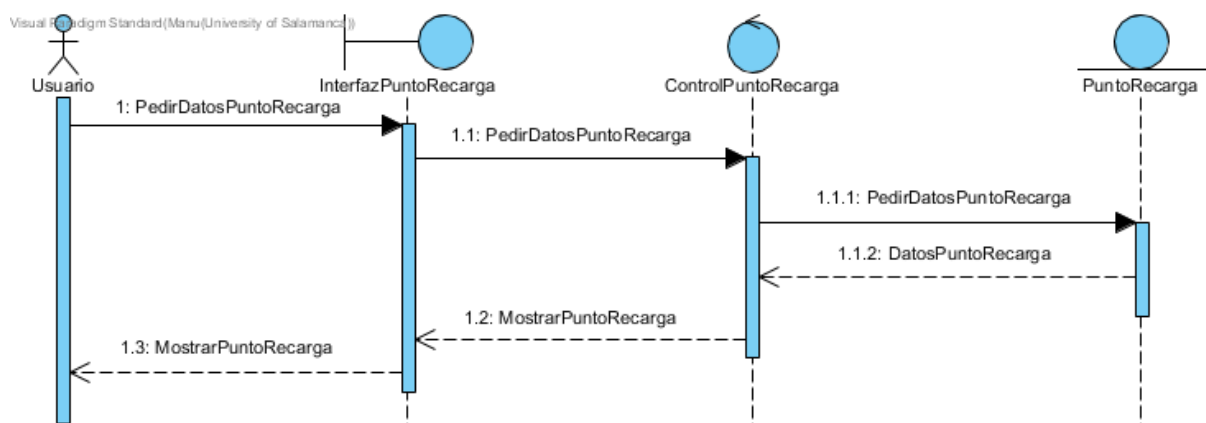 Visual Paradigm Standard(Manu(University of Salamanca))
Usuario
InterfazPuntoRecarga
ControlPuntoRecarga
PuntoRecarga
1: PedirDatosPuntoRecarga
1.1: PedirDatosPuntoRecarga
1.1.1: PedirDatosPuntoRecarga
1.1.2: DatosPuntoRecarga
1.2: MostrarPuntoRecarga
1.3: MostrarPuntoRecarga